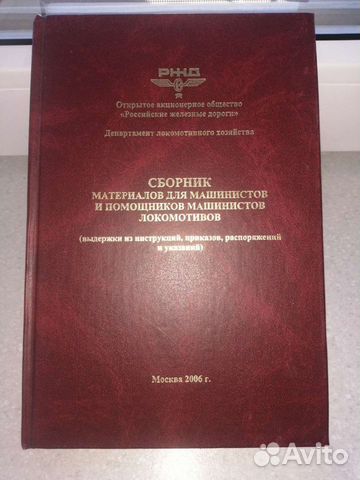 РЖД
Открытое акционерное общество
«Российские железные дороги»
Департамент локомотивного хозяйства
СБОРНИК
МАТЕРИАЛОВ ДЛЯ МАШИНИСТОВ
И ПОМОЩНИКОВ МАШИНИСТОВ
ЛОКОМОТИВОВ
(выдержки из инструкций, приказов, распоряжений
и указаний)
Москва 2006 г.
Avito